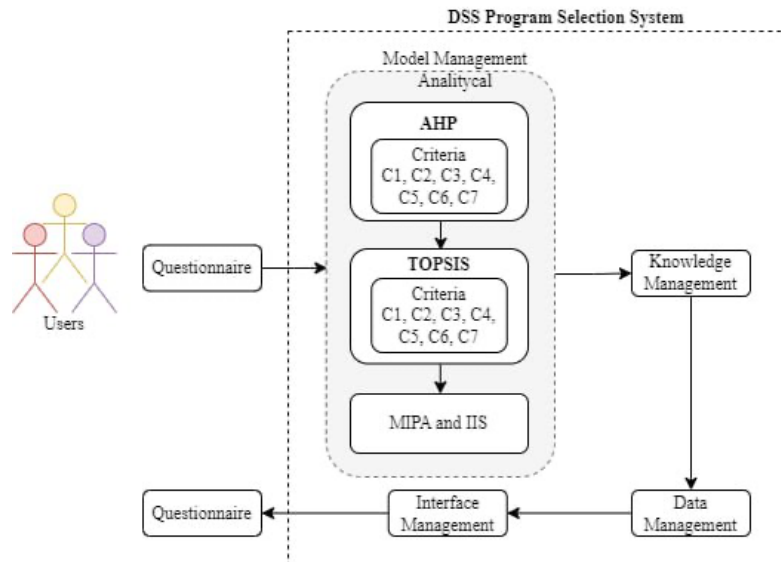 DSS Program Selection System
Model Management
Analitycal
AHP
Criteria
C1, C2, C3, C4,
C5, C6, C7
Users
Questionnaire
TOPSIS
Criteria
C1, C2, C3, C4,
C5, C6, C7
Knowledge
Management
MIPA and IIS
Questionnaire
Interface
Management
Data
Management